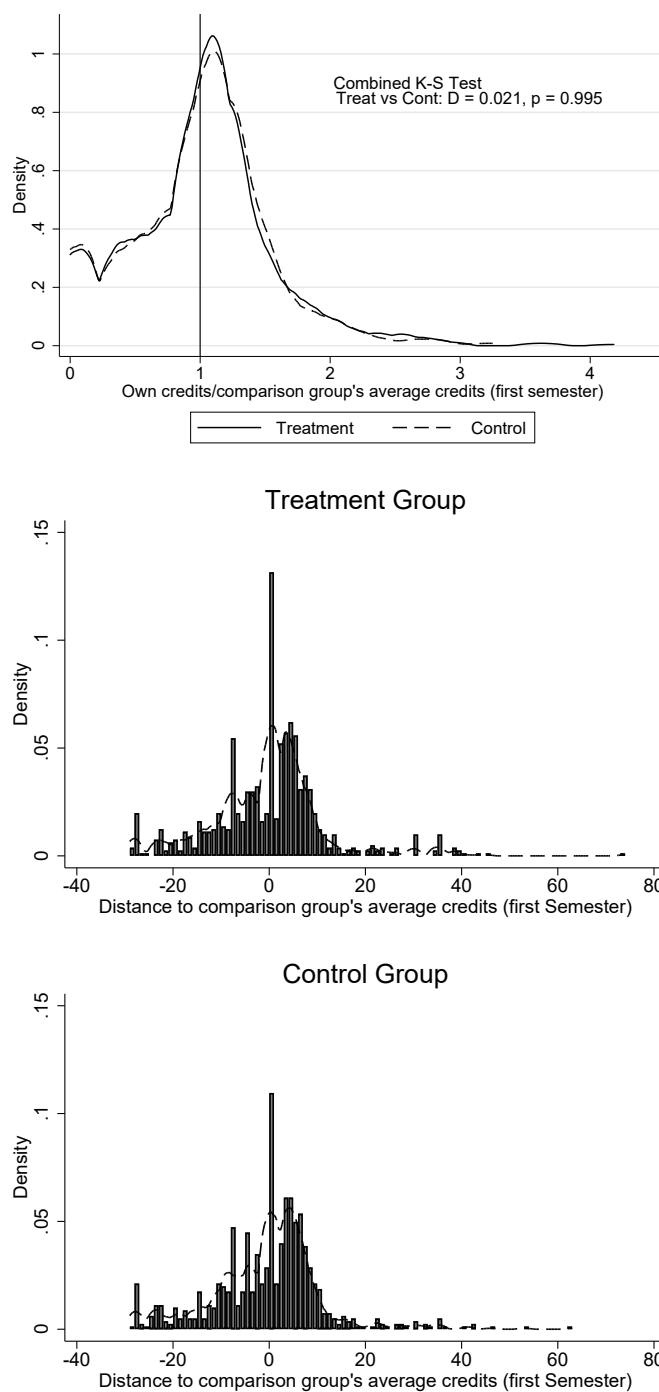 Combined K-S Test
Treat vs Cont: D = 0.021, p = 0.995
Density
0
.2
.4
.6
.8
1
0 1 2 3 4
Own credits/comparison group's average credits (first semester)
Treatment Control
Treatment Group
Density
0
.05
.1
.15
-40 -20 0 20 40 60 80
Distance to comparison group's average credits (first Semester)
Control Group
Density
0
.05
.1
.15
-40 -20 0 20 40 60 80
Distance to comparison group's average credits (first Semester)